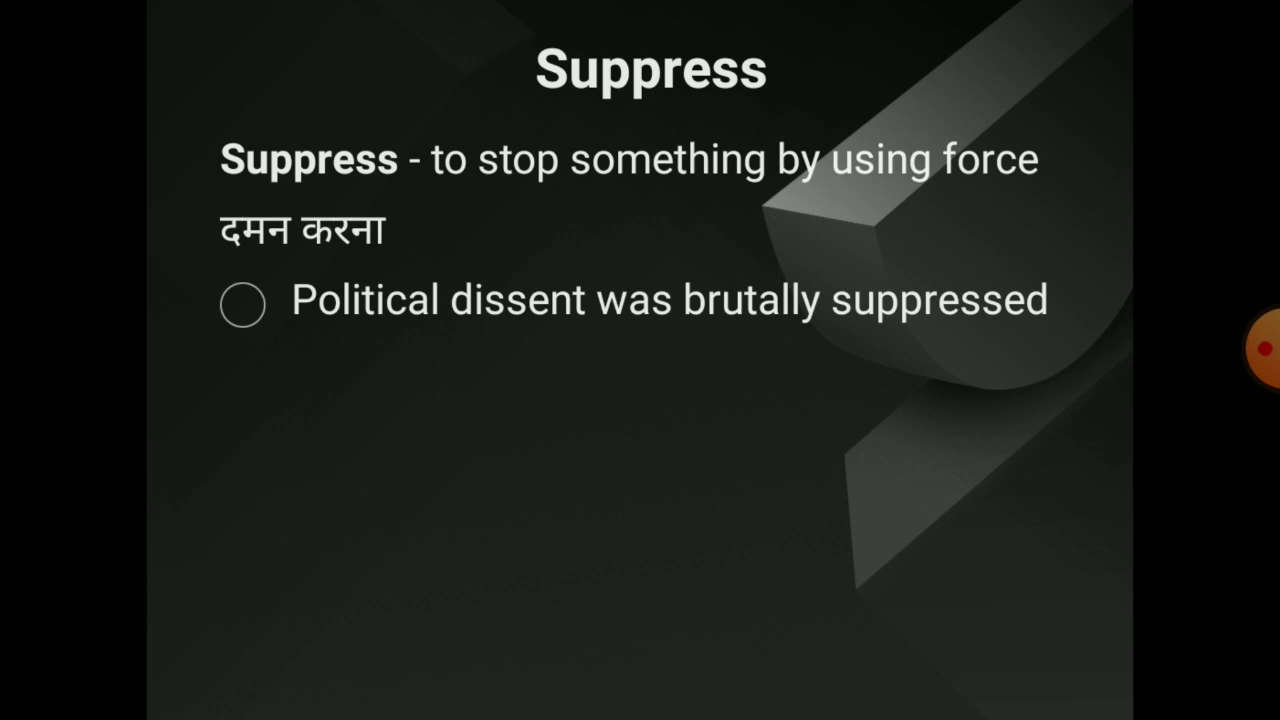 Suppress
Suppress - to stop something by using force
दमन करना
Political dissent was brutally suppressed